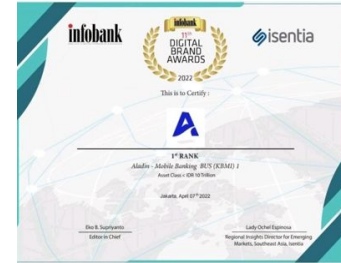 infobank
infobank
11th
DIGITAL
BRAND
AWARDS
2022
isentia
This is to Certify :
1st RANK
Aladin - Mobile Banking BUS (KBMI) 1
Asset Class < IDR 10 Trillion
Jakarta, April 07th 2022
Eko B. Supriyanto
Editor in Chief
Lady Ochel Espinosa
Regional Insights Director for Emerging
Markets, Southeast Asia, Isentia